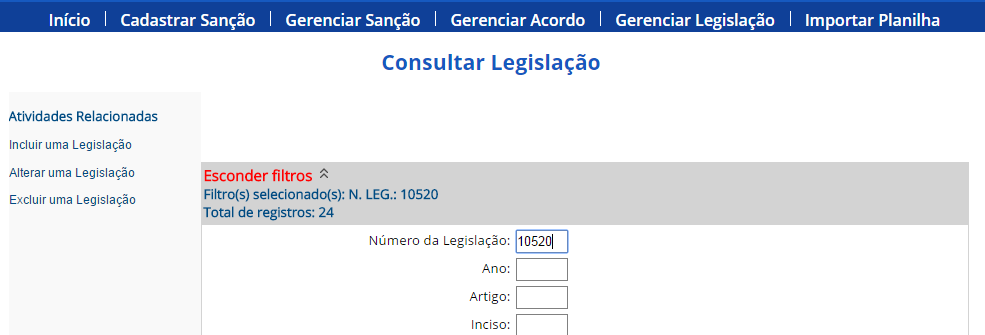 Início | Cadastrar Sanção | Gerenciar Sanção | Gerenciar Acordo | Gerenciar Legislação | Importar Planilha
Consultar Legislação
Atividades Relacionadas
Incluir uma Legislação
Alterar uma Legislação
Excluir uma Legislação
Esconder filtros
Filtro(s) selecionado(s): N. LEG.: 10520
Total de registros: 24
Número da Legislação: 10520
Ano:
Artigo:
Inciso: